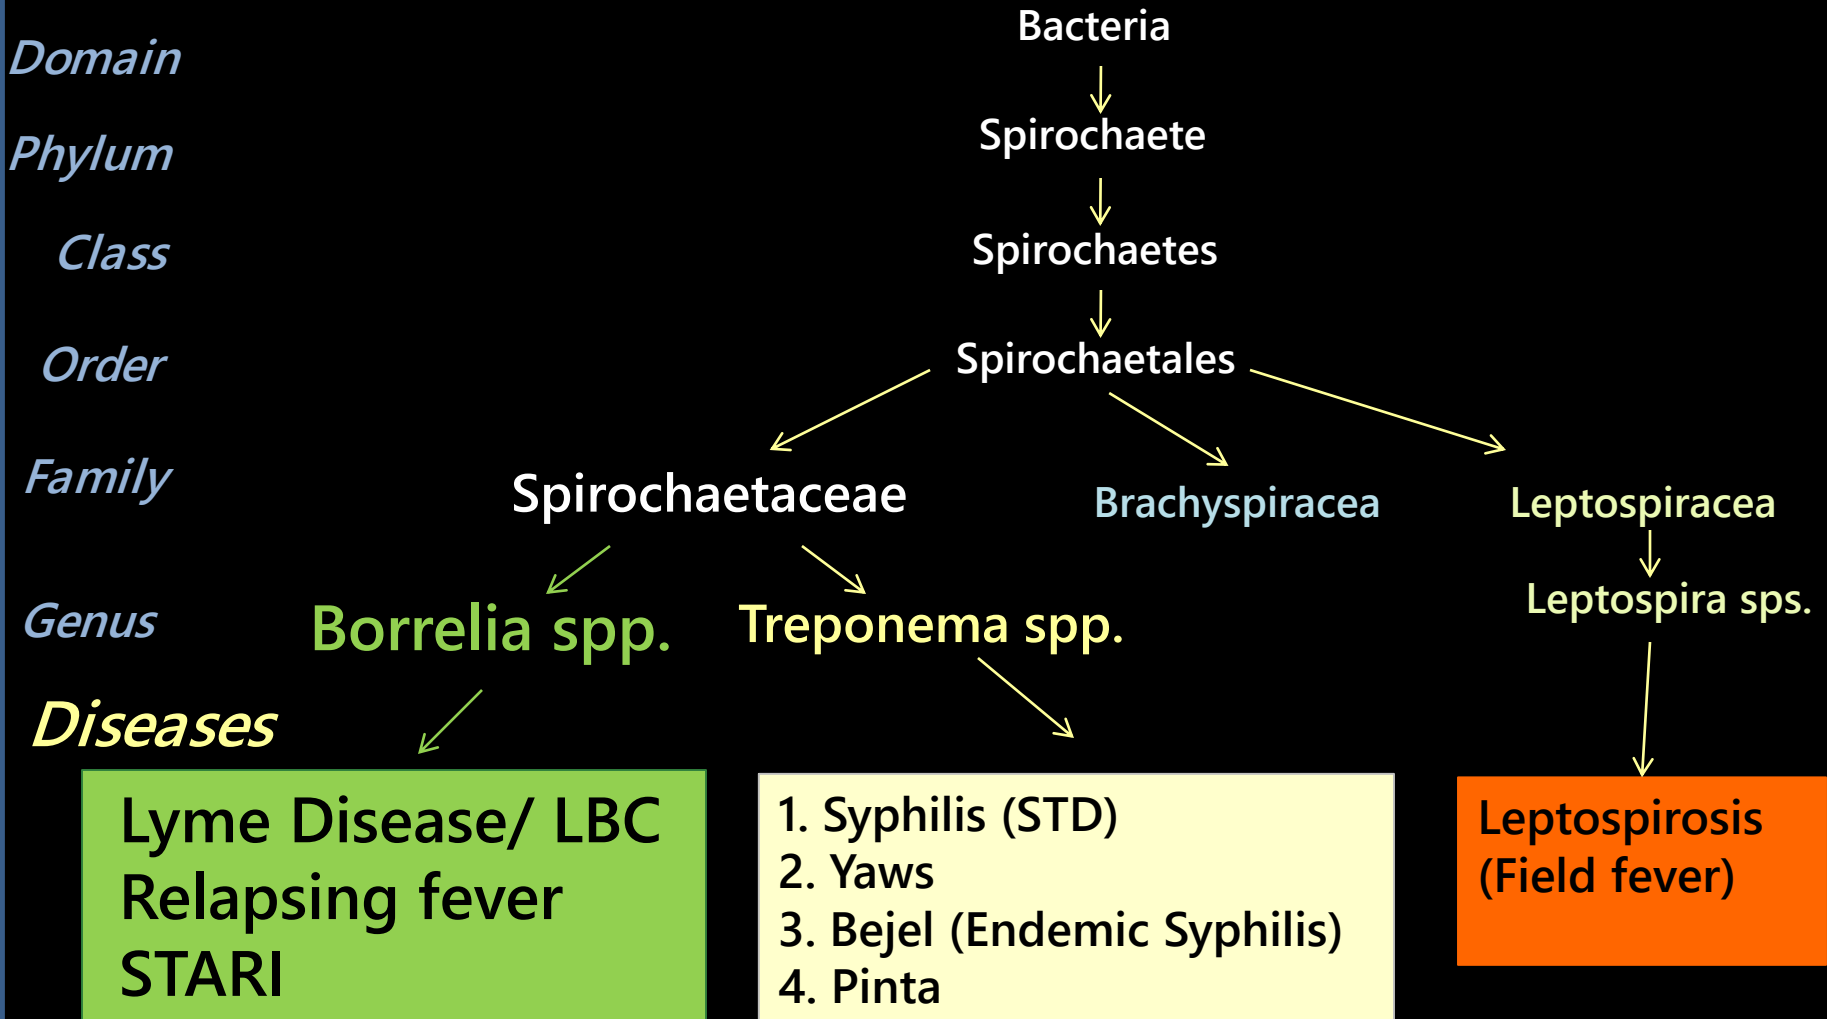 Domain
Bacteria
Phylum
Spirochaete
Class
Spirochaetes
Order
Spirochaetales
Family
Spirochaetaceae
Brachyspiracea
Leptospiracea
Genus
Borrelia spp.
Treponema spp.
Leptospira sps.
Diseases
Lyme Disease/ LBC
Relapsing fever
STARI
1. Syphilis (STD)
2. Yaws
3. Bejel (Endemic Syphilis)
4. Pinta
Leptospirosis
(Field fever)